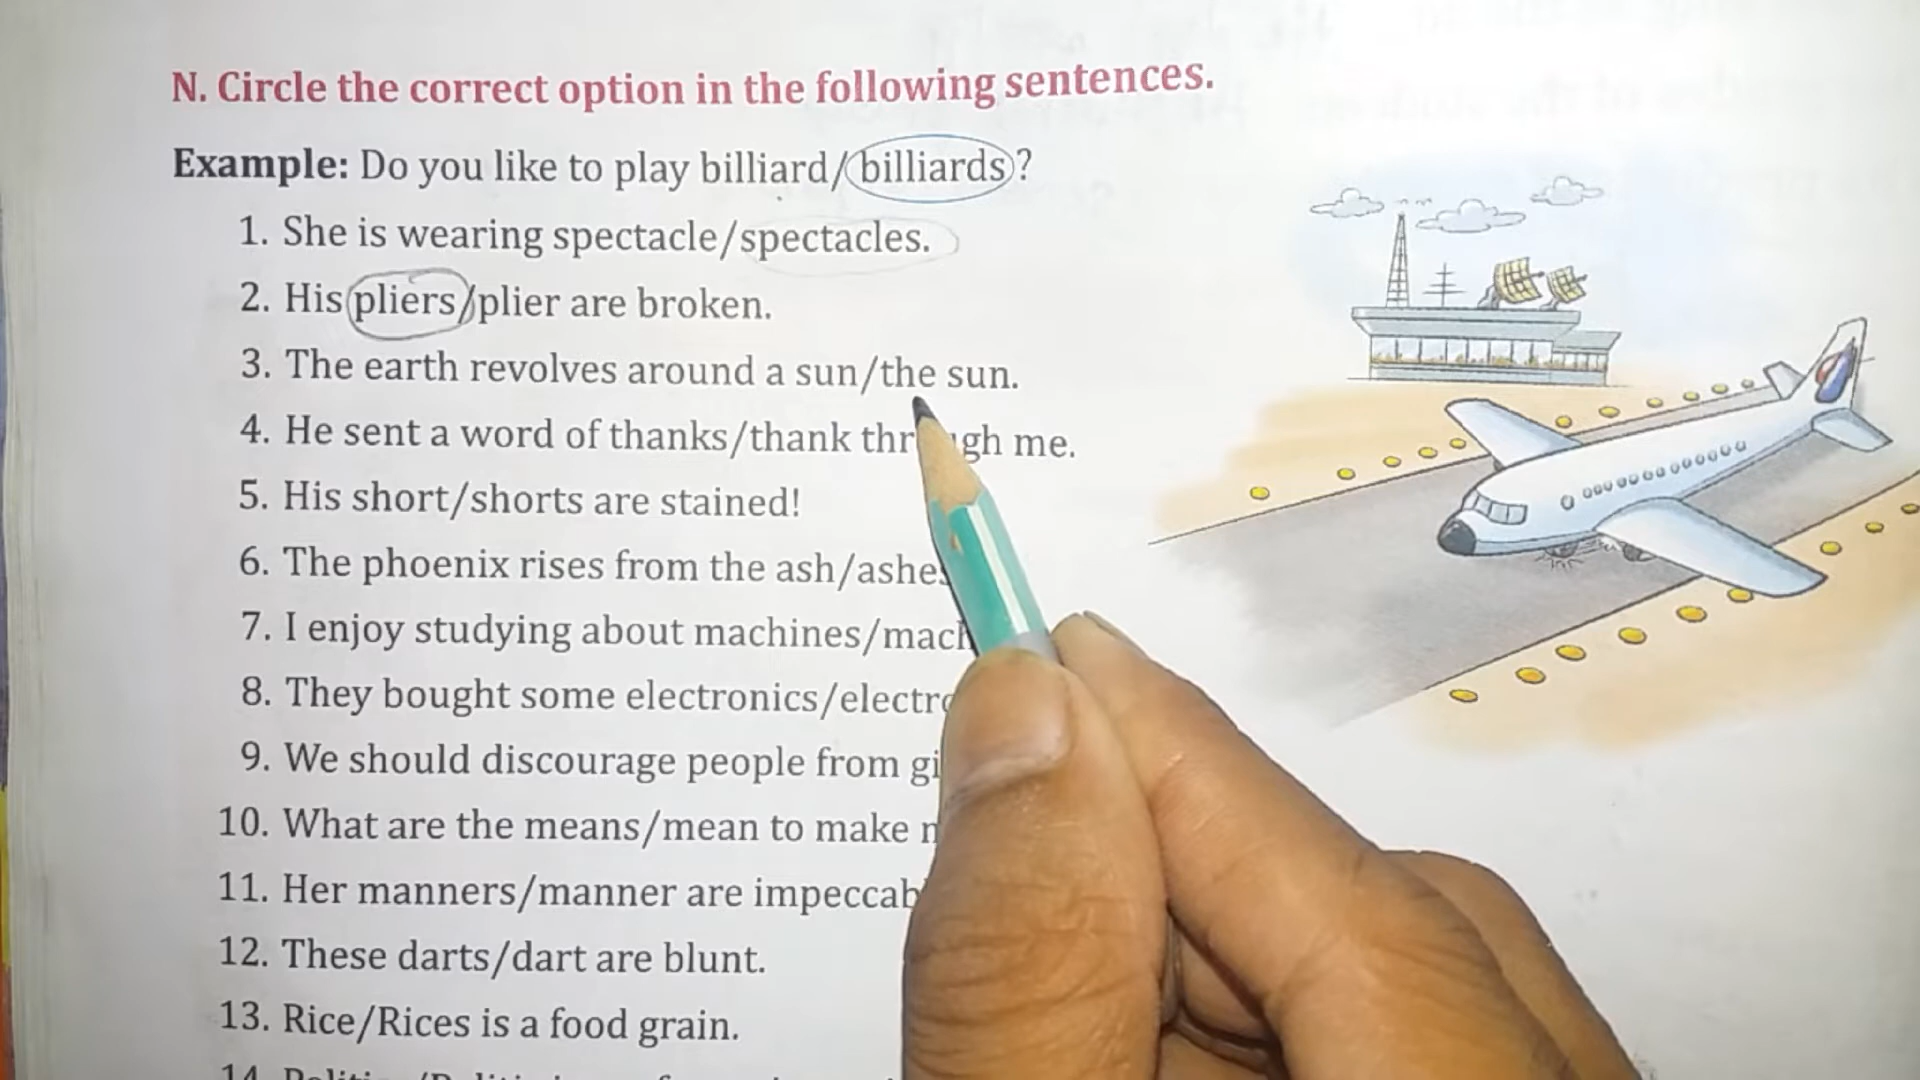 N. Circle the correct option in the following sentences.
Example: Do you like to play billiard/billiards?
1. She is wearing spectacle/spectacles.
2. His pliers/plier are broken.
3. The earth revolves around a sun/the sun.
4. He sent a word of thanks/thank through me.
5. His short/shorts are stained!
6. The phoenix rises from the ash/ashes
7. I enjoy studying about machines/
8. They bought some electronics/
9. We should discourage people from
10. What are the means/mean to make
11. Her manners/manner are
12. These darts/dart are blunt.
13. Rice/Rices is a food grain.
14.